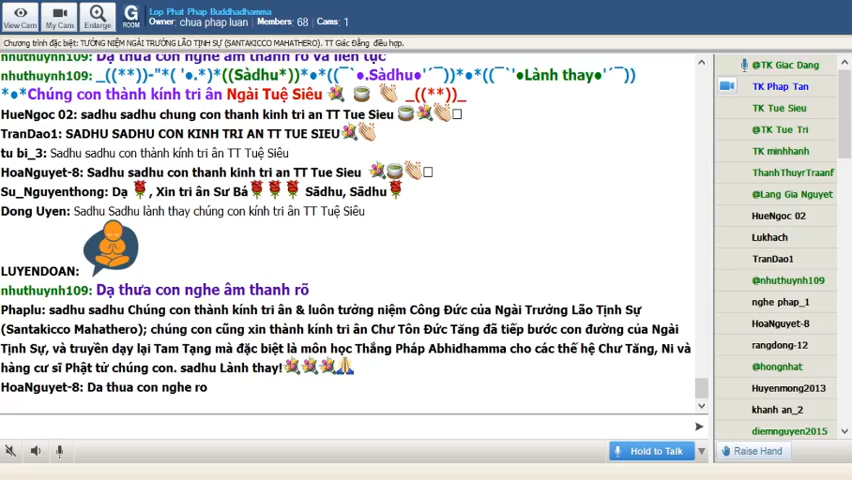 View Cam
My Cam
Enlarge
G
ROOM
Lop Phat Phap Buddhadhamma
Owner: chua phap luan Members: 68 Cams: 1
Chương trình đặc biệt: TƯỞNG NIỆM NGÀI TRƯỞNG LÃO TỊNH SỰ (SANTAKICCO MAHATHERO). TT Giác Đẳng điều hợp.
nhuthuynh109: Dạ thưa con nghe âm thanh rõ và liên tục
nhuthuynh109: _((**))-"*( '●.*)*((Sàdhu*))*●*((¯`●.Sàdhu●'´¯))*●*((¯`'●Lành thay●'´¯))
*●*Chúng con thành kính tri ân Ngài Tuệ Siêu _((**))_
HueNgoc 02: sadhu sadhu chung con thanh kinh tri an TT Tue Sieu
TranDao1: SADHU SADHU CON KINH TRI AN TT TUE SIEU
tu bi_3: Sadhu sadhu con thành kính tri ân TT Tuệ Siêu
HoaNguyet-8: Sadhu sadhu con thanh kinh tri an TT Tue Sieu
Su_Nguyenthong: Dạ , Xin tri ân Sư Bá Sādhu, Sādhu
Dong Uyen: Sadhu Sadhu lành thay chúng con kính tri ân TT Tuệ Siêu
LUYENDOAN:
nhuthuynh109: Dạ thưa con nghe âm thanh rõ
Phaplu: sadhu sadhu Chúng con thành kính tri ân & luôn tưởng niệm Công Đức của Ngài Trưởng Lão Tịnh Sự
(Santakicco Mahathero); chúng con cũng xin thành kính tri ân Chư Tôn Đức Tăng đã tiếp bước con đường của Ngài
Tịnh Sự, và truyền dạy lại Tam Tạng mà đặc biệt là môn học Thắng Pháp Abhidhamma cho các thế hệ Chư Tăng, Ni và
hàng cư sĩ Phật tử chúng con. sadhu Lành thay!
HoaNguyet-8: Da thua con nghe ro
Hold to Talk
@TK Giac Dang
TK Phap Tan
TK Tue Sieu
@TK Tue Tri
TK minhhanh
ThanhThuyrTraanf
@Lang Gia Nguyet
HueNgoc 02
Lukhach
TranDao1
@nhuthuynh109
nghe phap_1
HoaNguyet-8
rangdong-12
@hongnhat
Huyenmong2013
khanh an_2
diemnguyen2015
Raise Hand